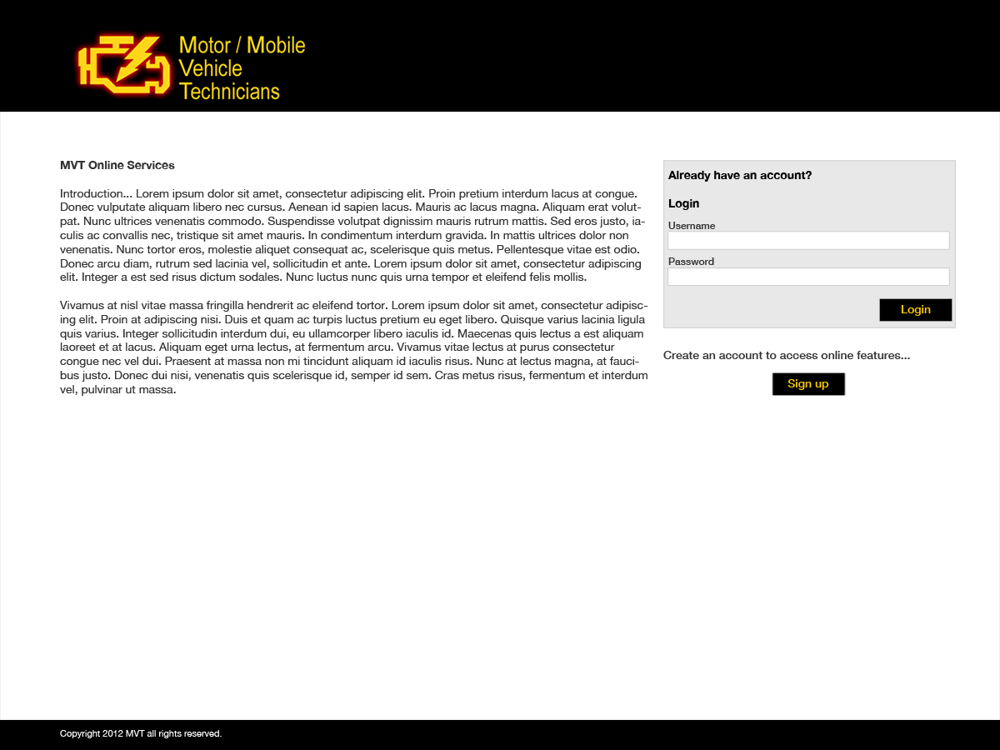 Motor / Mobile
Vehicle
Technicians
MVT Online Services
Introduction... Lorem ipsum dolor sit amet, consectetur adipiscing elit. Proin pretium interdum lacus at congue.
Donec vulputate aliquam libero nec cursus. Aenean id sapien lacus. Mauris ac lacus magna. Aliquam erat volut-
pat. Nunc ultrices venenatis commodo. Suspendisse volutpat dignissim mauris rutrum mattis. Sed eros justo, ia-
culis ac convallis nec, tristique sit amet mauris. In condimentum interdum gravida. In mattis ultrices dolor non
venenatis. Nunc tortor eros, molestie aliquet consequat ac, scelerisque quis metus. Pellentesque vitae est odio.
Donec arcu diam, rutrum sed lacinia vel, sollicitudin et ante. Lorem ipsum dolor sit amet, consectetur adipiscing
elit. Integer a est sed risus dictum sodales. Nunc luctus nunc quis urna tempor et eleifend felis mollis.
Vivamus at nisl vitae massa fringilla hendrerit ac eleifend tortor. Lorem ipsum dolor sit amet, consectetur adipisc-
ing elit. Proin at adipiscing nisi. Duis et quam ac turpis luctus pretium eu eget libero. Quisque varius lacinia ligula
quis varius. Integer sollicitudin interdum dui, eu ullamcorper libero iaculis id. Maecenas quis lectus a est aliquam
laoreet et at lacus. Aliquam eget urna lectus, at fermentum arcu. Vivamus vitae lectus at purus consectetur
congue nec vel dui. Praesent at massa non mi tincidunt aliquam id iaculis risus. Nunc at lectus magna, at fauci-
bus justo. Donec dui nisi, venenatis quis scelerisque id, semper id sem. Cras metus risus, fermentum et interdum
vel, pulvinar ut massa.
Already have an account?
Login
Username
Password
Login
Create an account to access online features...
Sign up
Copyright 2012 MVT all rights reserved.